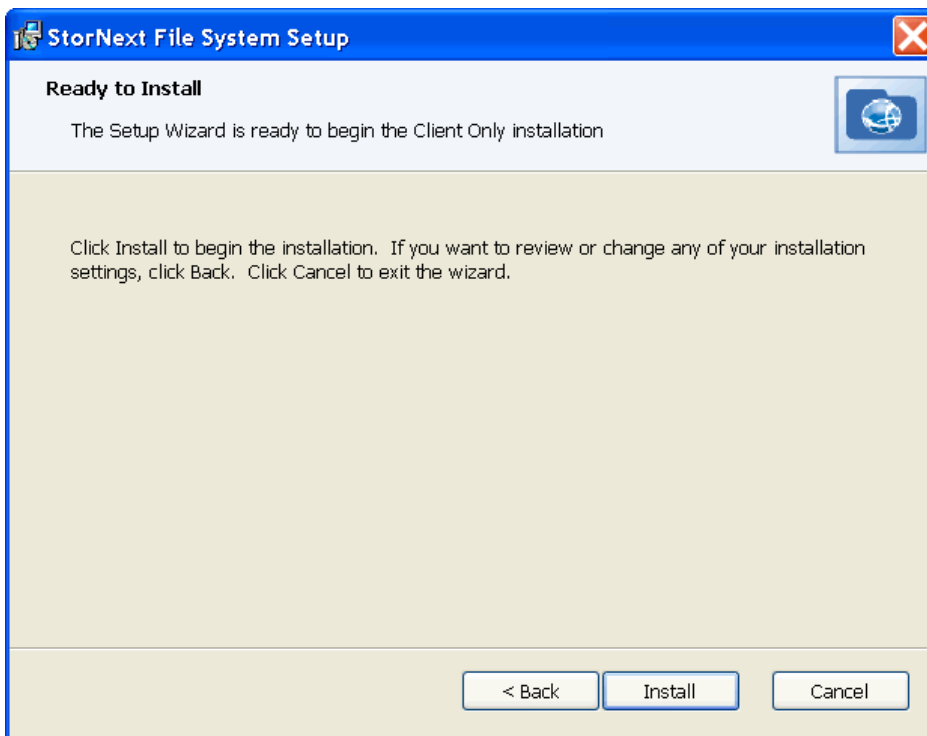 StorNext File System Setup
Ready to Install
The Setup Wizard is ready to begin the Client Only installation
Click Install to begin the installation. If you want to review or change any of your installation
settings, click Back. Click Cancel to exit the wizard.
< Back Install Cancel